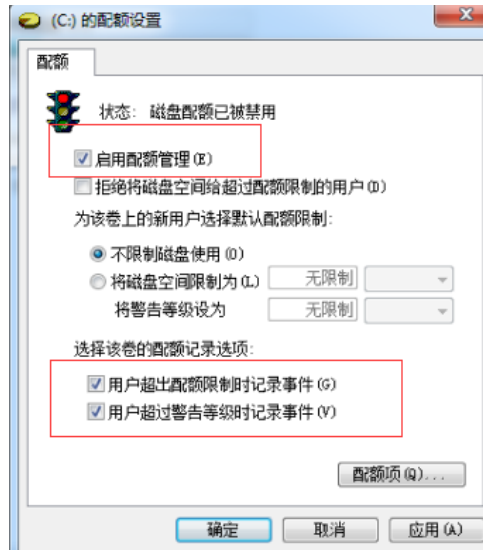 (C:) 的配额设置
配额
状态: 磁盘配额已被禁用
启用配额管理(E)
拒绝将磁盘空间给超过配额限制的用户(D)
为该卷上的新用户选择默认配额限制:
不限制磁盘使用(O)
将磁盘空间限制为(L) 无限制
将警告等级设为 无限制
选择该卷的配额记录选项:
用户超出配额限制时记录事件(G)
用户超过警告等级时记录事件(V)
配额项(Q)...
确定 取消 应用(A)